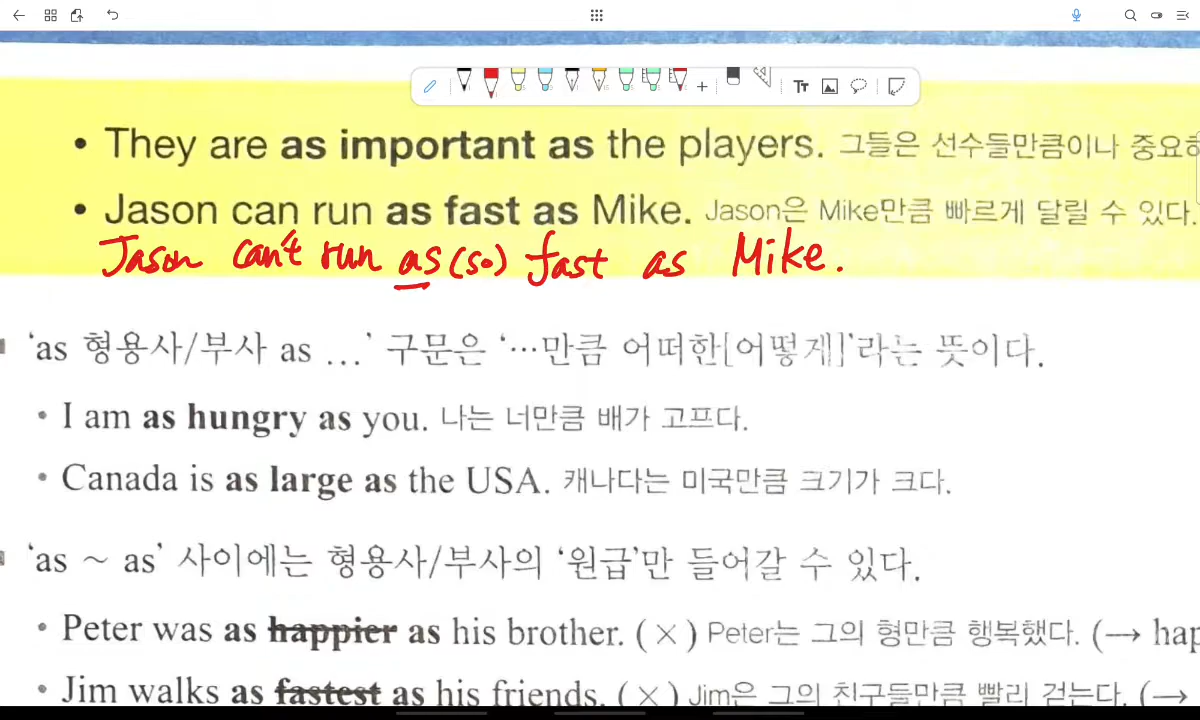 • They are as important as the players. 그들은 선수들만큼이나 중요하
• Jason can run as fast as Mike. Jason은 Mike만큼 빠르게 달릴 수 있다.
Jason can't run as (so) fast as Mike.
‘as 형용사/부사 as …’ 구문은 ‘…만큼 어떠한[어떻게]’라는 뜻이다.
• I am as hungry as you. 나는 너만큼 배가 고프다.
• Canada is as large as the USA. 캐나다는 미국만큼 크기가 크다.
‘as ~ as’ 사이에는 형용사/부사의 ‘원급’만 들어갈 수 있다.
• Peter was as happier as his brother. (×) Peter는 그의 형만큼 행복했다. (→ hap
• Jim walks as fastest as his friends. (×) Jim은 그의 친구들만큼 빨리 걷는다. (→